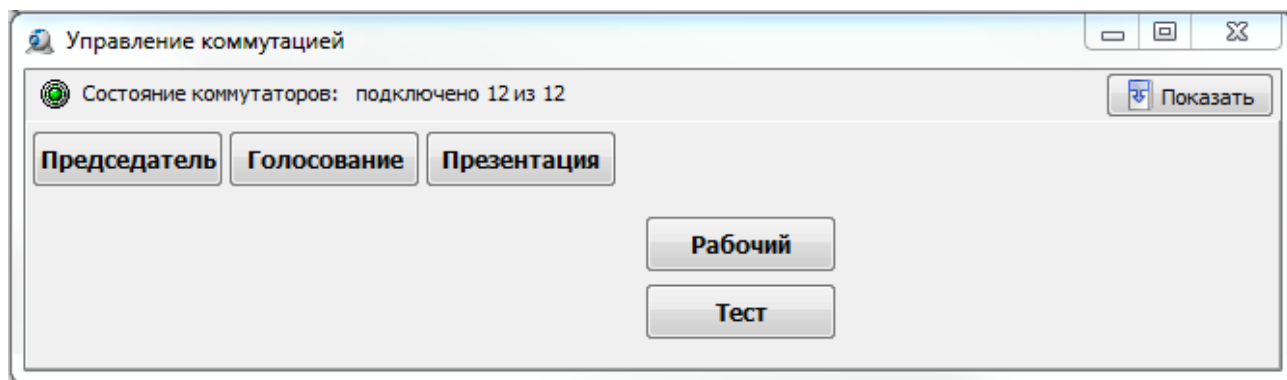 Управление коммутацией
Состояние коммутаторов: подключено 12 из 12 Показать
Председатель Голосование Презентация
Рабочий
Тест